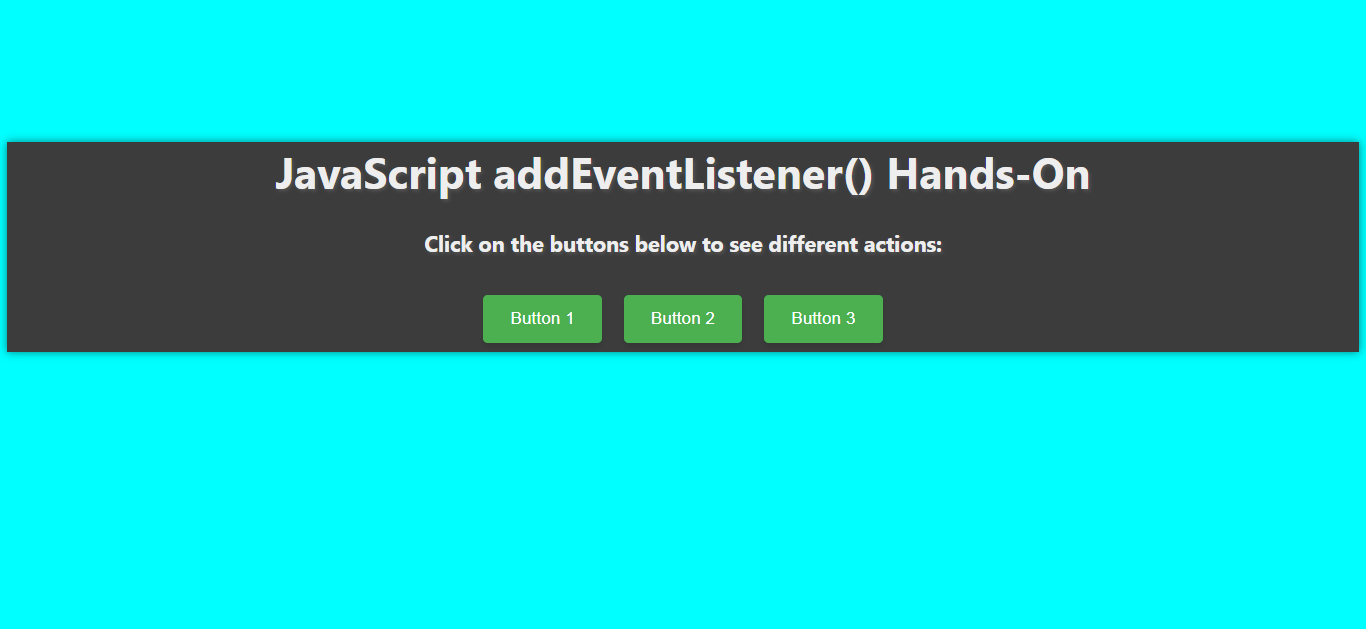 JavaScript addEventListener() Hands-On
Click on the buttons below to see different actions:
Button 1 Button 2 Button 3